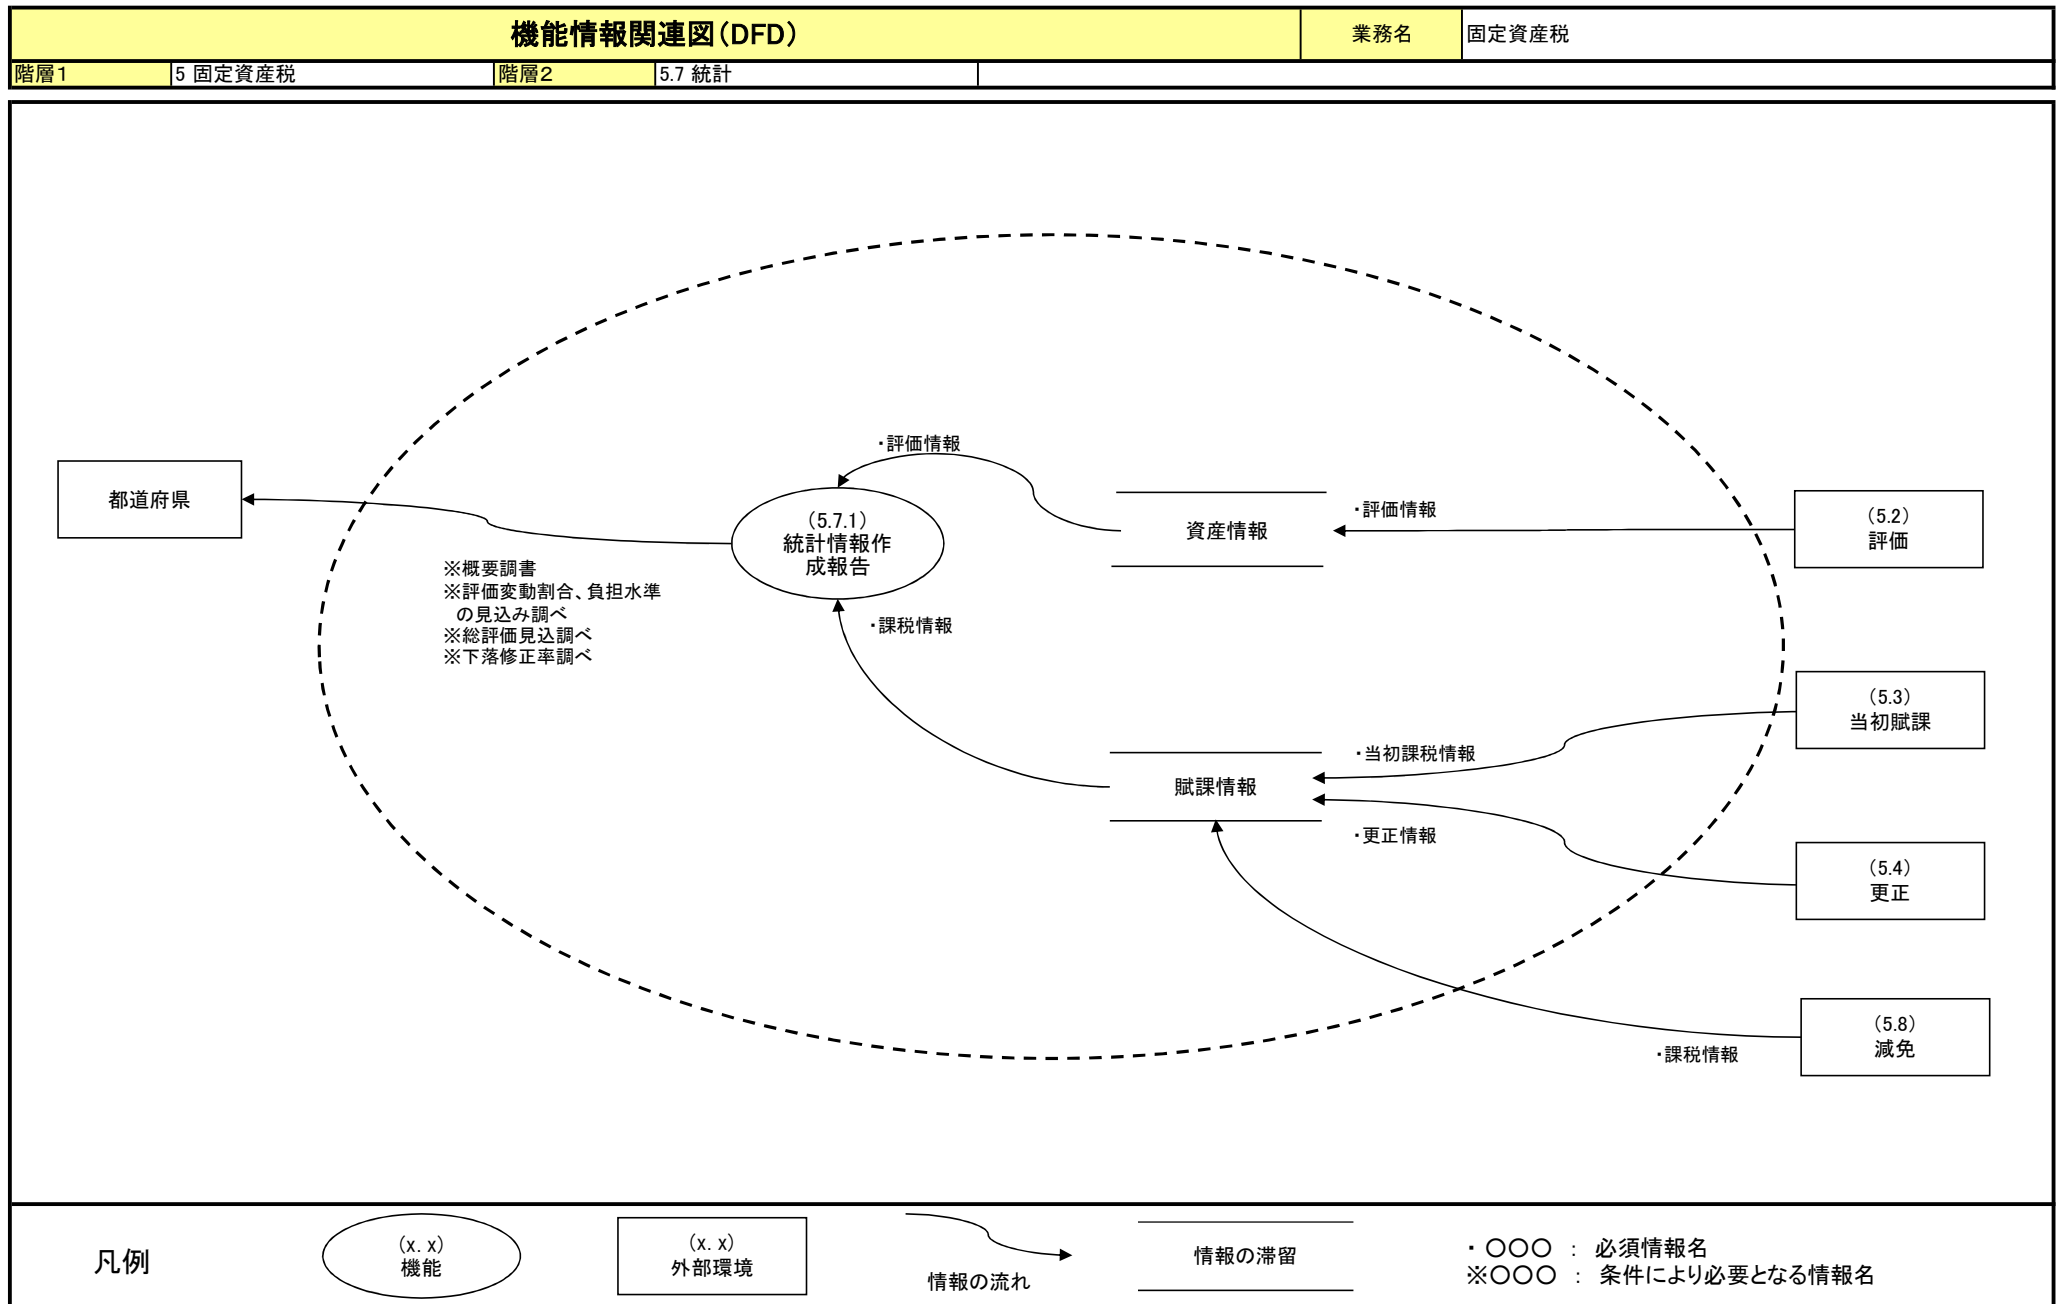 機能情報関連図(DFD)
業務名
固定資産税
階層1
5 固定資産税
階層2
5.7 統計
・評価情報
都道府県
(5.7.1)
統計情報作
成報告
資産情報
・評価情報
(5.2)
評価
※概要調書
※評価変動割合、負担水準
の見込み調べ
※総評価見込調べ
※下落修正率調べ
・課税情報
(5.3)
当初賦課
・当初課税情報
賦課情報
・更正情報
(5.4)
更正
(5.8)
減免
・課税情報
凡例
(x.x)
機能
(x.x)
外部環境
情報の流れ
情報の滞留
・○○○ : 必須情報名
※○○○ : 条件により必要となる情報名